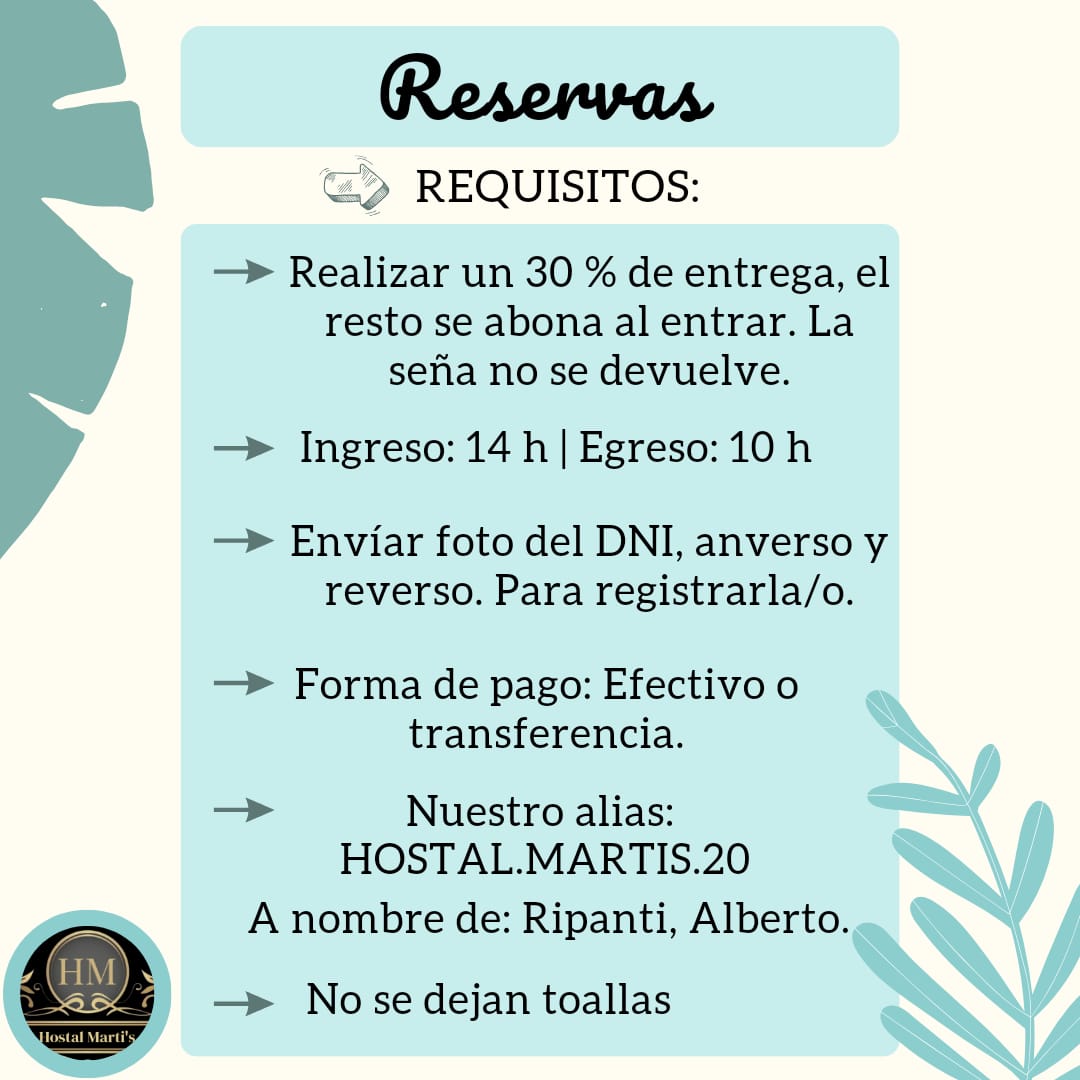 Reservas
REQUISITOS:
Realizar un 30 % de entrega, el
resto se abona al entrar. La
seña no se devuelve.
Ingreso: 14 h | Egreso: 10 h
Envíar foto del DNI, anverso y
reverso. Para registrarla/o.
Forma de pago: Efectivo o
transferencia.
Nuestro alias:
HOSTAL.MARTIS.20
A nombre de: Ripanti, Alberto.
No se dejan toallas
HM
Hostal Marti's